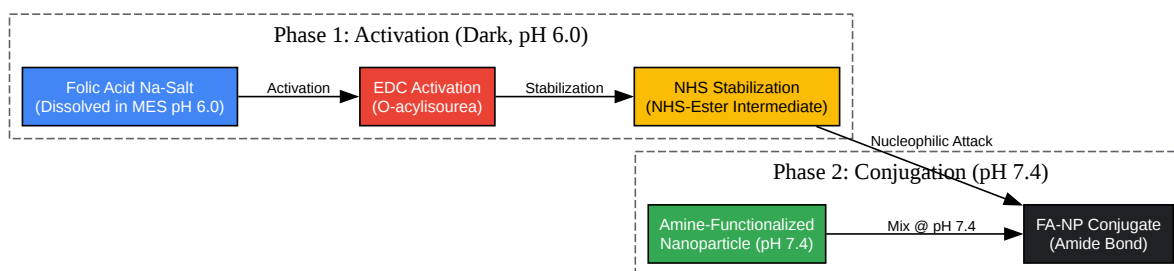 Phase 1: Activation (Dark, pH 6.0)
Folic Acid Na-Salt
(Dissolved in MES pH 6.0)
Activation
EDC Activation
(O-acylisourea)
Stabilization
NHS Stabilization
(NHS-Ester Intermediate)
Nucleophilic Attack
Phase 2: Conjugation (pH 7.4)
Amine-Functionalized
Nanoparticle (pH 7.4)
Mix @ pH 7.4
FA-NP Conjugate
(Amide Bond)